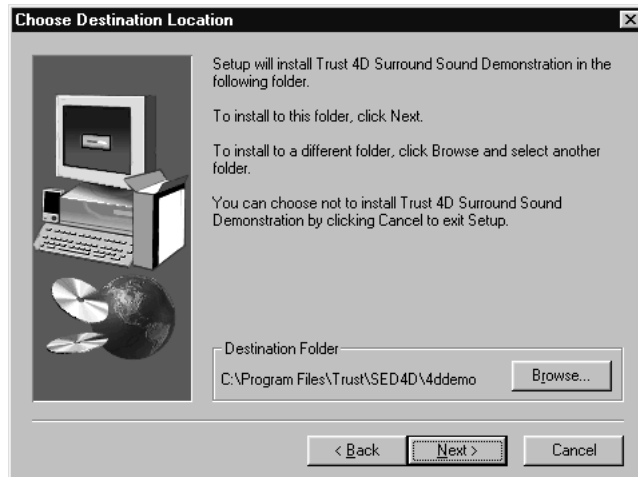 Choose Destination Location
Setup will install Trust 4D Surround Sound Demonstration in the
following folder.
To install to this folder, click Next.
To install to a different folder, click Browse and select another
folder.
You can choose not to install Trust 4D Surround Sound
Demonstration by clicking Cancel to exit Setup.
Destination Folder
C:\Program Files\Trust\SED4D\4ddemo
Browse...
< Back
Next >
Cancel